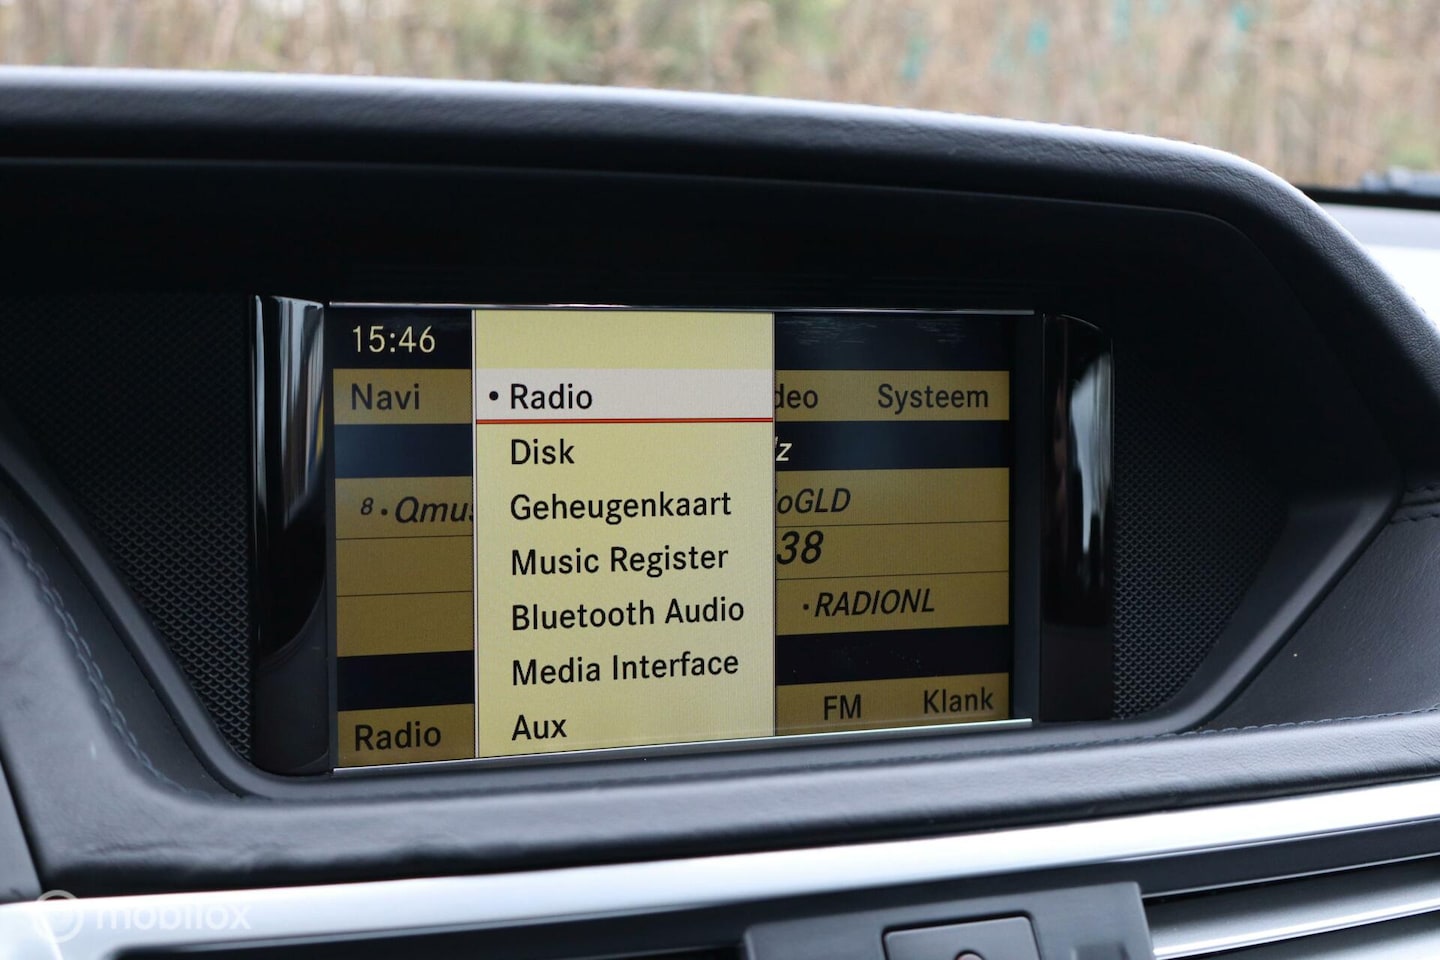 15:46
Navi
• Radio
deo
Systeem
Disk
z
8 • Qmus
Geheugenkaart
oGLD
Music Register
38
Bluetooth Audio
•RADIONL
Media Interface
Radio
Aux
FM
Klank
mobilox